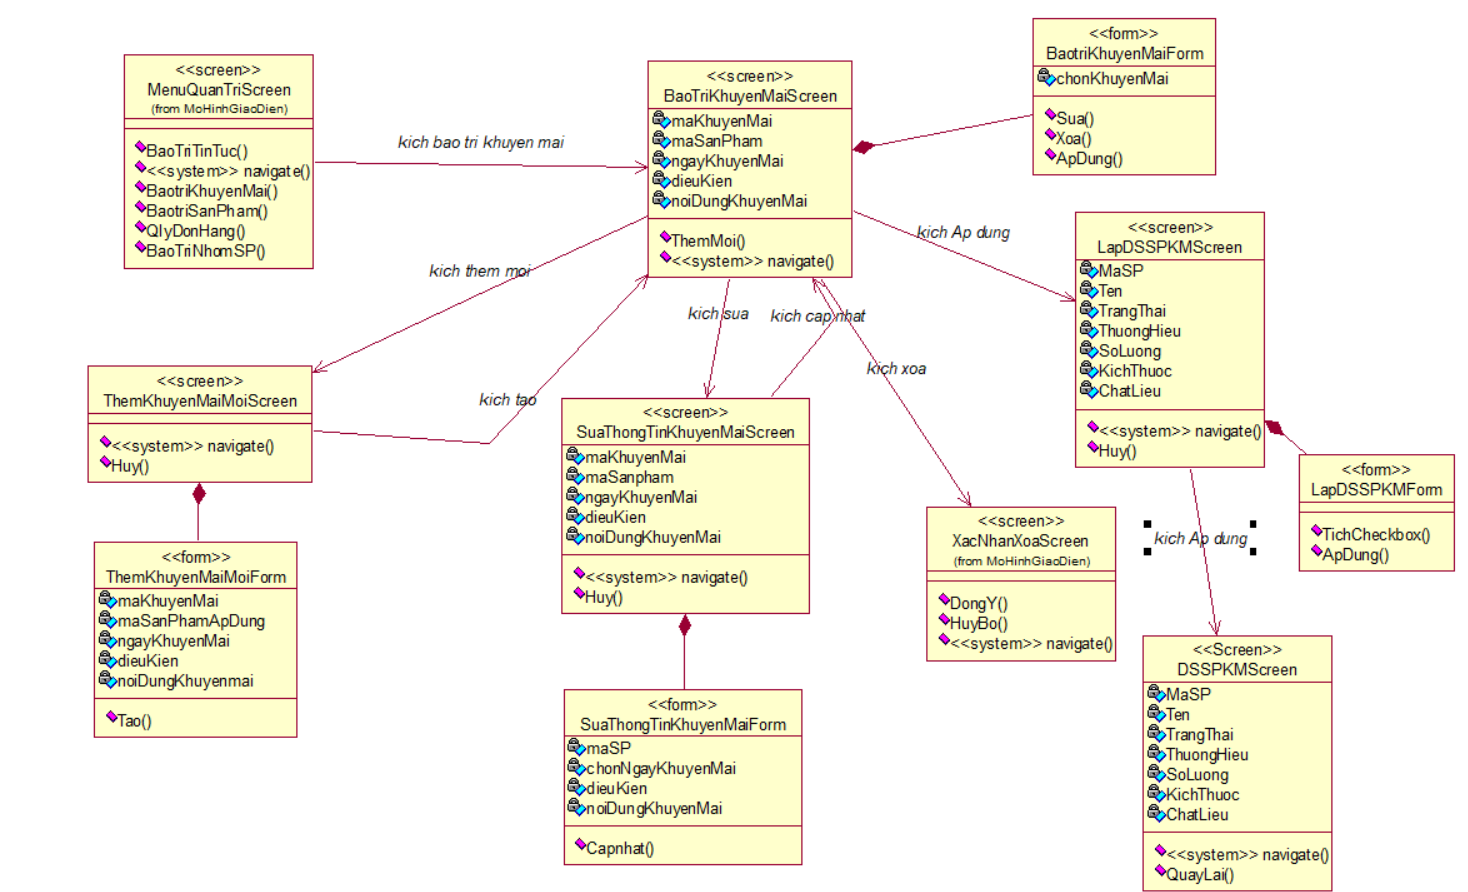 <<screen>>
MenuQuanTriScreen
(from MoHinhGiaoDien)
BaoTriTinTuc()
<<system>> navigate()
BaotriKhuyenMai()
BaotriSanPham()
QlyDonHang()
BaoTriNhomSP()
kich bao tri khuyen mai
<<screen>>
BaoTriKhuyenMaiScreen
maKhuyenMai
maSanPham
ngayKhuyenMai
dieuKien
noiDungKhuyenMai
ThemMoi()
<<system>> navigate()
<<form>>
BaotriKhuyenMaiForm
chonKhuyenMai
Sua()
Xoa()
ApDung()
kich Ap dung
<<screen>>
LapDSSPKMScreen
MaSP
Ten
TrangThai
ThuongHieu
SoLuong
KichThuoc
ChatLieu
<<system>> navigate()
Huy()
kich them moi
kich sua
kich cap nhat
kich xoa
kich tao
<<screen>>
ThemKhuyenMaiMoiScreen
<<system>> navigate()
Huy()
<<form>>
ThemKhuyenMaiMoiForm
maKhuyenMai
maSanPhamApDung
ngayKhuyenMai
dieuKien
noiDungKhuyenmai
Tao()
<<screen>>
SuaThongTinKhuyenMaiScreen
maKhuyenMai
maSanpham
ngayKhuyenMai
dieuKien
noiDungKhuyenMai
<<system>> navigate()
Huy()
<<form>>
SuaThongTinKhuyenMaiForm
maSP
chonNgayKhuyenMai
dieuKien
noiDungKhuyenMai
Capnhat()
<<screen>>
XacNhanXoaScreen
(from MoHinhGiaoDien)
DongY()
HuyBo()
<<system>> navigate()
<<form>>
LapDSSPKMForm
TichCheckbox()
ApDung()
kich Ap dung
<<Screen>>
DSSPKMScreen
MaSP
Ten
TrangThai
ThuongHieu
SoLuong
KichThuoc
ChatLieu
<<system>> navigate()
QuayLai()